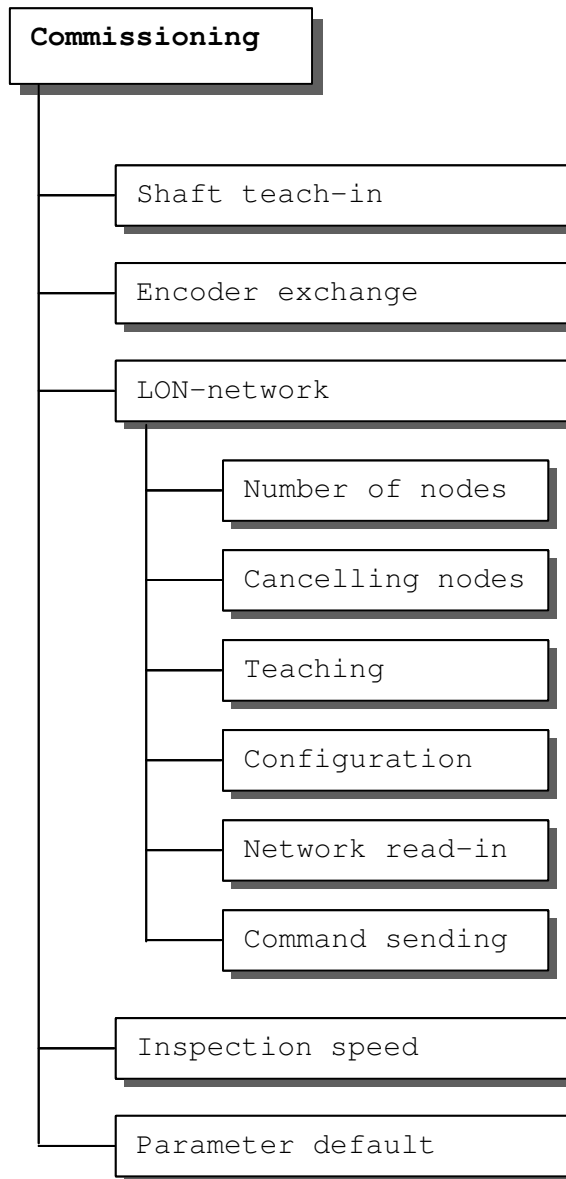 Commissioning
Shaft teach-in
Encoder exchange
LON-network
Number of nodes
Cancelling nodes
Teaching
Configuration
Network read-in
Command sending
Inspection speed
Parameter default